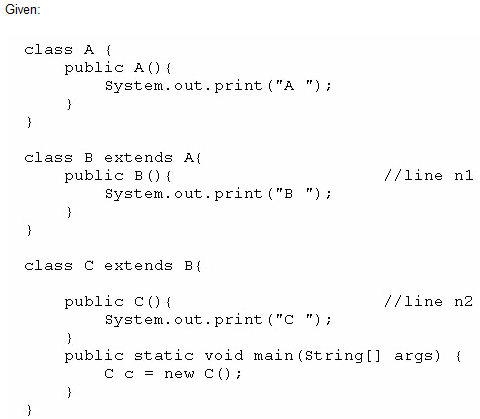 Given:
class A {
public A(){
System.out.print("A ");
}
}
class B extends A{
public B(){ //line n1
System.out.print("B ");
}
}
class C extends B{
public C(){ //line n2
System.out.print("C ");
}
public static void main(String[] args) {
C c = new C();
}
}